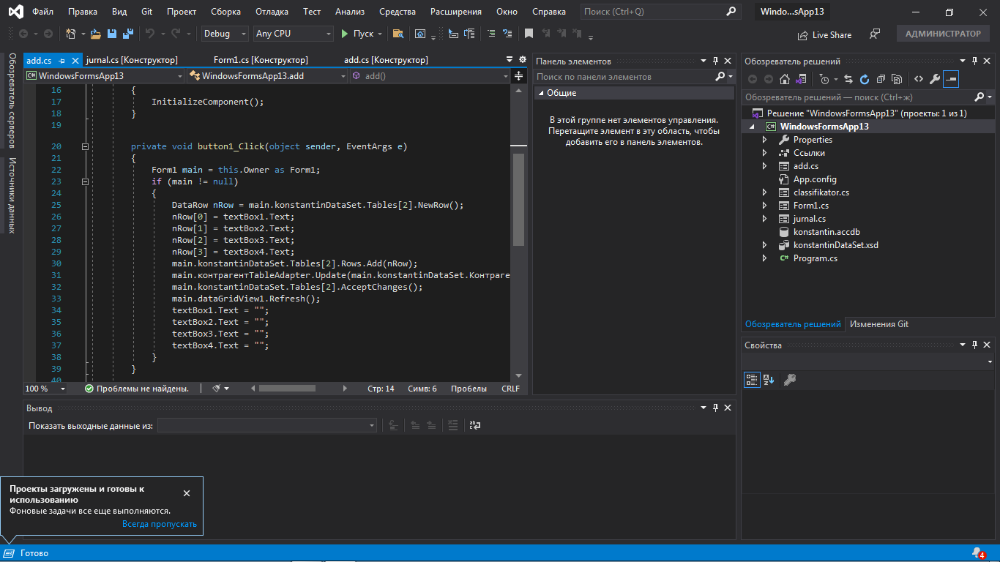 Файл Правка Вид Git Проект Сборка Отладка Тест Анализ Средства Расширения Окно Справка Поиск (Ctrl+Q) Windo...sApp13
Debug Any CPU Пуск Live Share АДМИНИСТРАТОР
Обозреватель серверов
Источники данных
add.cs jurnal.cs [Конструктор] Form1.cs [Конструктор] add.cs [Конструктор]
WindowsFormsApp13 WindowsFormsApp13.add add()
16 {
17 InitializeComponent();
18 }
19
20 private void button1_Click(object sender, EventArgs e)
21 {
22 Form1 main = this.Owner as Form1;
23 if (main != null)
24 {
25 DataRow nRow = main.konstantinDataSet.Tables[2].NewRow();
26 nRow[0] = textBox1.Text;
27 nRow[1] = textBox2.Text;
28 nRow[2] = textBox3.Text;
29 nRow[3] = textBox4.Text;
30 main.konstantinDataSet.Tables[2].Rows.Add(nRow);
31 main.контрагентTableAdapter.Update(main.konstantinDataSet.Контраге
32 main.konstantinDataSet.Tables[2].AcceptChanges();
33 main.dataGridView1.Refresh();
34 textBox1.Text = "";
35 textBox2.Text = "";
36 textBox3.Text = "";
37 textBox4.Text = "";
38 }
39 }
40
100 % Проблемы не найдены. Стр: 14 Симв: 6 Пробелы CRLF
Панель элементов
Поиск по панели элементов
Общие
В этой группе нет элементов управления.
Перетащите элемент в эту область, чтобы
добавить его в панель элементов.
Обозреватель решений
Обозреватель решений — поиск (Ctrl+ж)
Решение "WindowsFormsApp13" (проекты: 1 из 1)
C# WindowsFormsApp13
Properties
Ссылки
add.cs
App.config
classifikator.cs
Form1.cs
jurnal.cs
konstantin.accdb
konstantinDataSet.xsd
C# Program.cs
Обозреватель решений Изменения Git
Свойства
Вывод
Показать выходные данные из:
Проекты загружены и готовы к
использованию
Фоновые задачи все еще выполняются.
Всегда пропускать
Готово 4